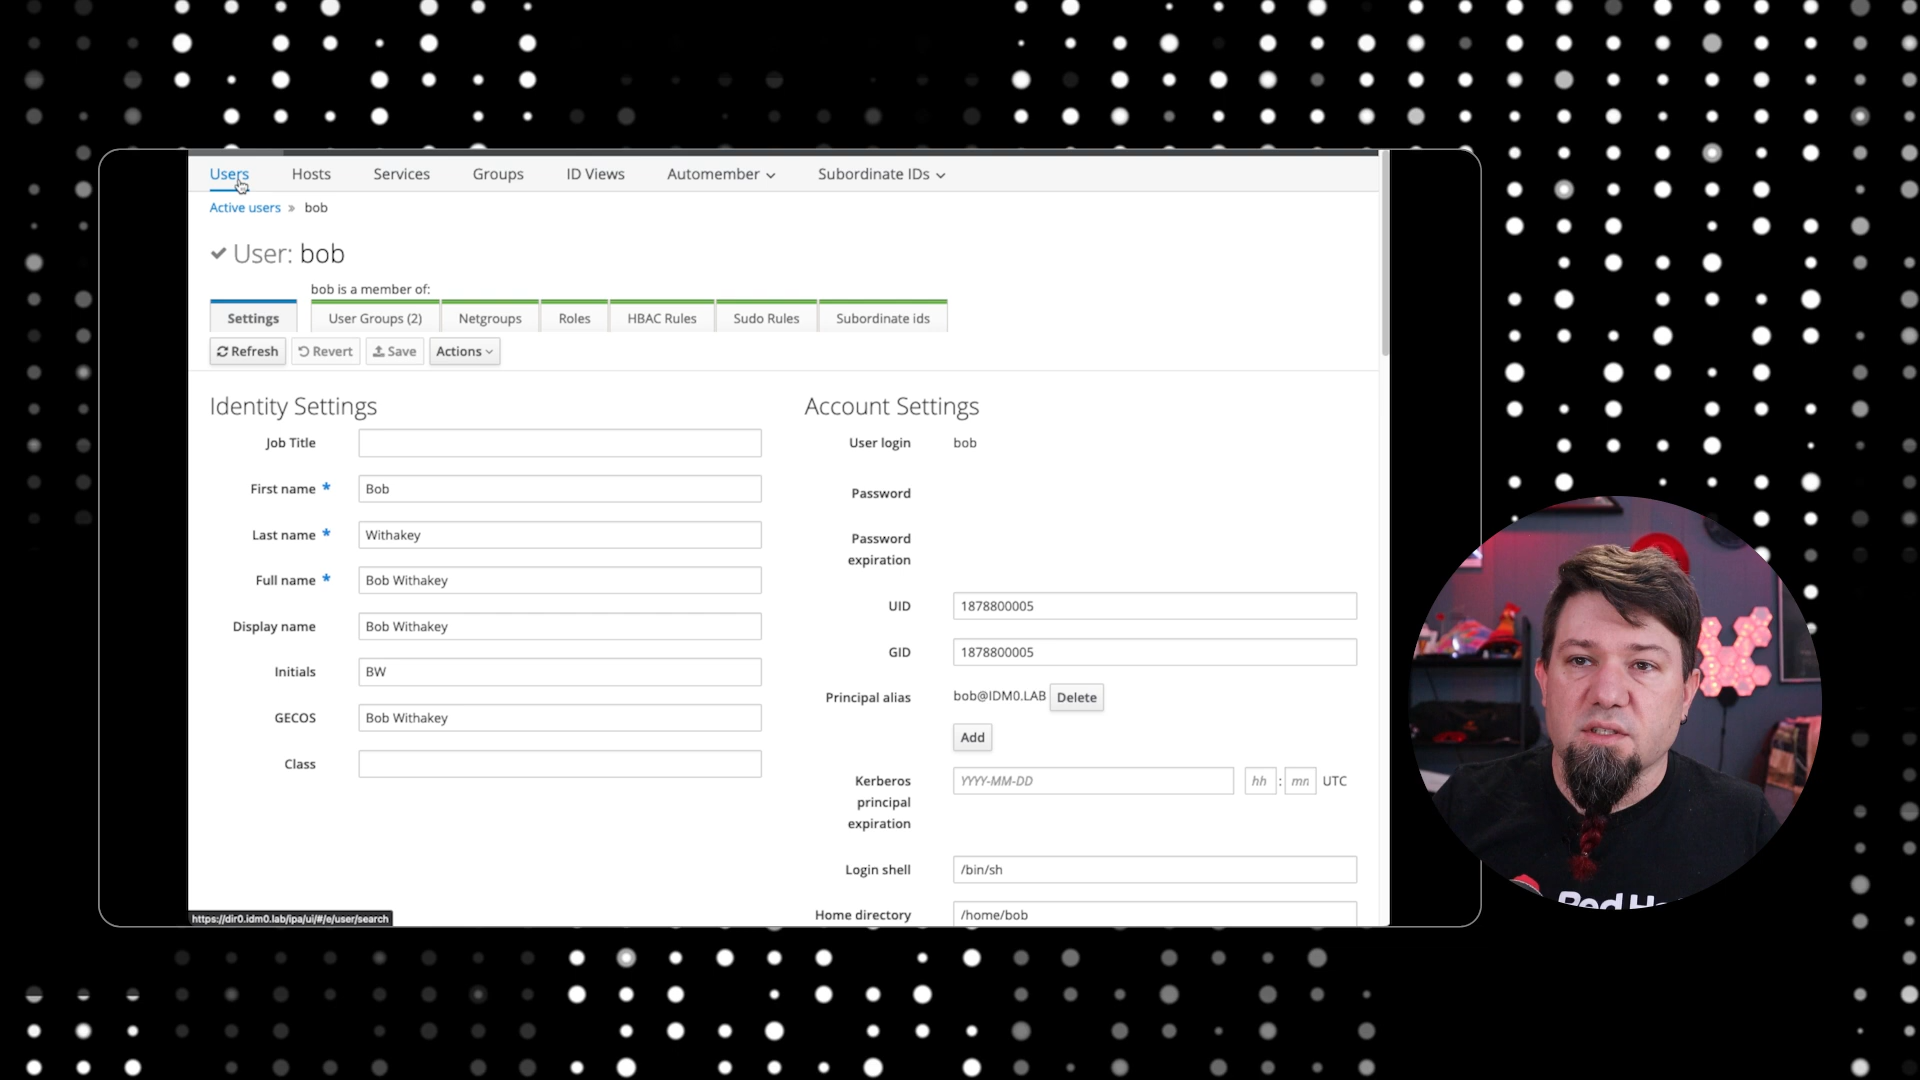 Users Hosts Services Groups ID Views Automember Subordinate IDs
Active users » bob
User: bob
bob is a member of:
Settings User Groups (2) Netgroups Roles HBAC Rules Sudo Rules Subordinate ids
Refresh Revert Save Actions
Identity Settings
Job Title
First name * Bob
Last name * Withakey
Full name * Bob Withakey
Display name Bob Withakey
Initials BW
GECOS Bob Withakey
Class
Account Settings
User login bob
Password
Password
expiration
UID 1878800005
GID 1878800005
Principal alias bob@IDM0.LAB Delete
Add
Kerberos YYYY-MM-DD hh : mn UTC
principal
expiration
Login shell /bin/sh
Home directory /home/bob
https://dir0.idm0.lab/ipa/ui/#/e/user/search
Red